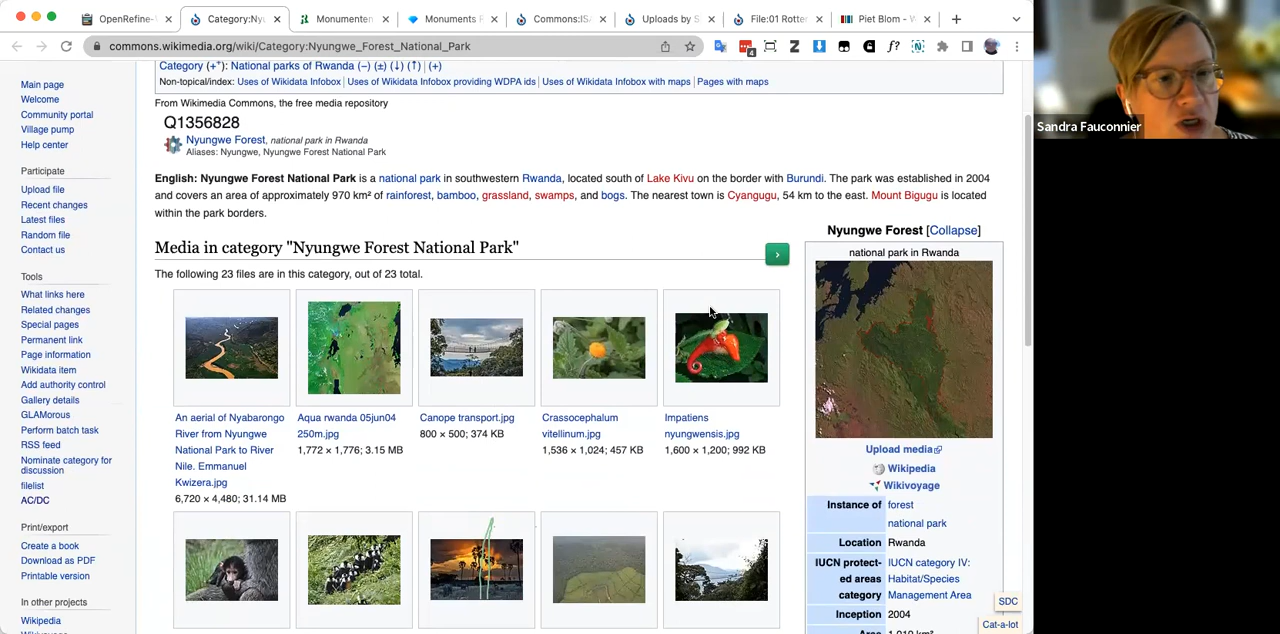 OpenRefine-
Category:Nyu
Monumenten
Monuments F
Commons:IS/
Uploads by S
File:01 Rotter
Piet Blom - W
commons.wikimedia.org/wiki/Category:Nyungwe_Forest_National_Park
Main page
Welcome
Community portal
Village pump
Help center
Participate
Upload file
Recent changes
Latest files
Random file
Contact us
Tools
What links here
Related changes
Special pages
Permanent link
Page information
Wikidata item
Add authority control
Gallery details
GLAMorous
Perform batch task
RSS feed
Nominate category for
discussion
filelist
AC/DC
Print/export
Create a book
Download as PDF
Printable version
In other projects
Wikipedia
Category (+⁺): National parks of Rwanda (−) (±) (↓) (↑) | (+)
Non-topical/index: Uses of Wikidata Infobox | Uses of Wikidata Infobox providing WDPA ids | Uses of Wikidata Infobox with maps | Pages with maps
From Wikimedia Commons, the free media repository
Q1356828
Nyungwe Forest, national park in Rwanda
Aliases: Nyungwe, Nyungwe Forest National Park
English: Nyungwe Forest National Park is a national park in southwestern Rwanda, located south of Lake Kivu on the border with Burundi. The park was established in 2004
and covers an area of approximately 970 km² of rainforest, bamboo, grassland, swamps, and bogs. The nearest town is Cyangugu, 54 km to the east. Mount Bigugu is located
within the park borders.
Media in category "Nyungwe Forest National Park"
The following 23 files are in this category, out of 23 total.
An aerial of Nyabarongo
River from Nyungwe
National Park to River
Nile. Emmanuel
Kwizera.jpg
6,720 × 4,480; 31.14 MB
Aqua rwanda 05jun04
250m.jpg
1,772 × 1,776; 3.15 MB
Canope transport.jpg
800 × 500; 374 KB
Crassocephalum
vitellinum.jpg
1,536 × 1,024; 457 KB
Impatiens
nyungwensis.jpg
1,600 × 1,200; 992 KB
Nyungwe Forest [Collapse]
national park in Rwanda
Upload media
Wikipedia
Wikivoyage
Instance of forest
national park
Location Rwanda
IUCN protect-
ed areas
category
IUCN category IV:
Habitat/Species
Management Area
Inception 2004
SDC
Cat-a-lot
Sandra Fauconnier